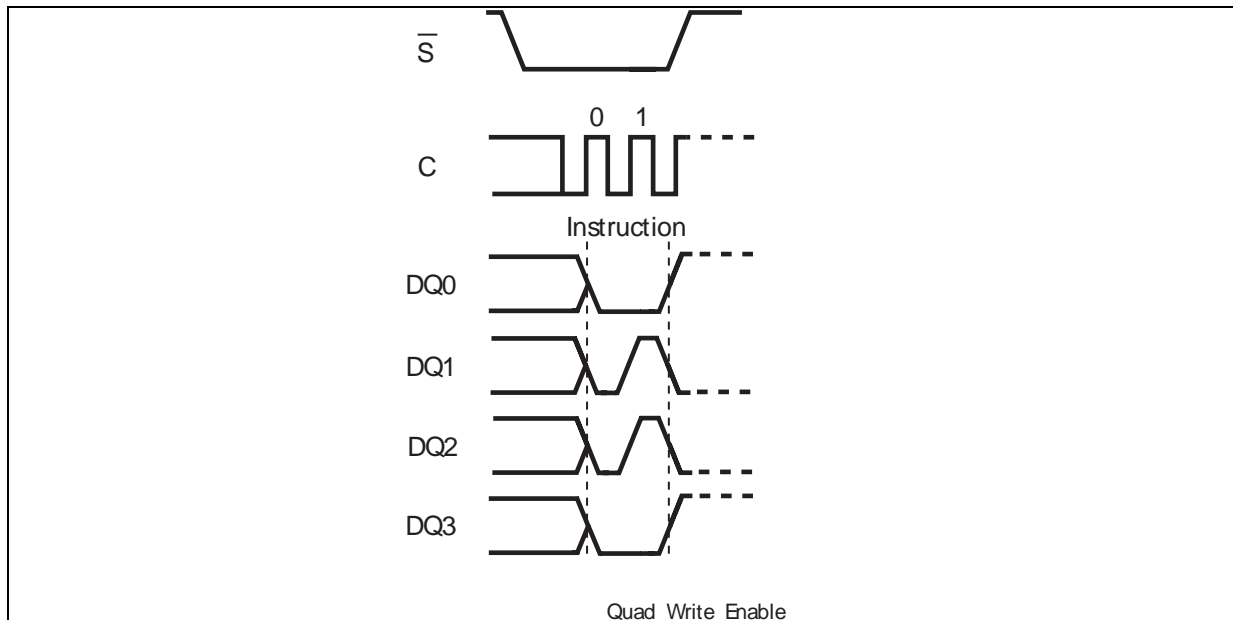 S̅
0 1
C
Instruction
DQ0
DQ1
DQ2
DQ3
Quad Write Enable